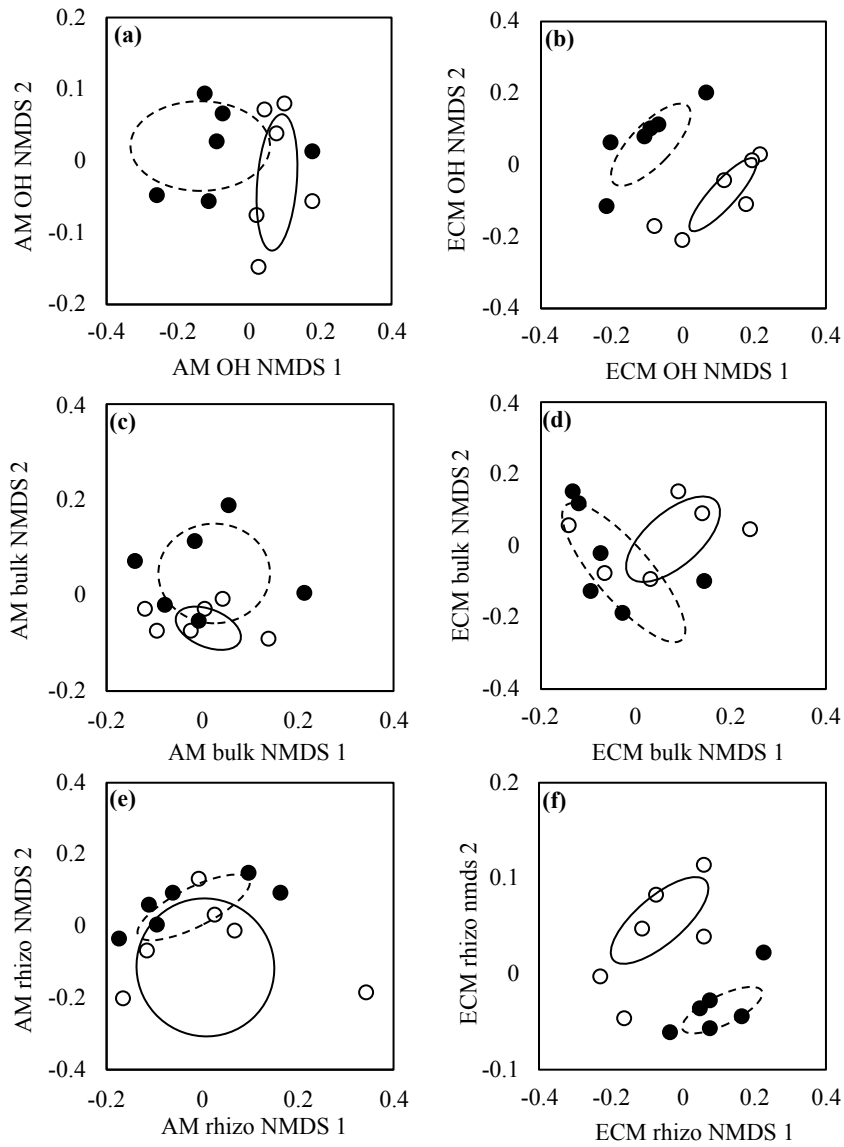 (a)
0.2
0.1
0
-0.1
-0.2
AM OH NMDS 2
-0.4 -0.2 0 0.2 0.4
AM OH NMDS 1
(b)
0.4
0.2
0
-0.2
-0.4
ECM OH NMDS 2
-0.4 -0.2 0 0.2 0.4
ECM OH NMDS 1
(c)
0.4
0.2
0
-0.2
AM bulk NMDS 2
-0.2 0 0.2 0.4
AM bulk NMDS 1
(d)
0.4
0.2
0
-0.2
-0.4
ECM bulk NMDS 2
-0.2 0 0.2 0.4
ECM bulk NMDS 1
(e)
0.4
0.2
0
-0.2
-0.4
AM rhizo NMDS 2
-0.2 0 0.2 0.4
AM rhizo NMDS 1
(f)
0.2
0.1
0
-0.1
ECM rhizo nmds 2
-0.4 -0.2 0 0.2 0.4
ECM rhizo NMDS 1